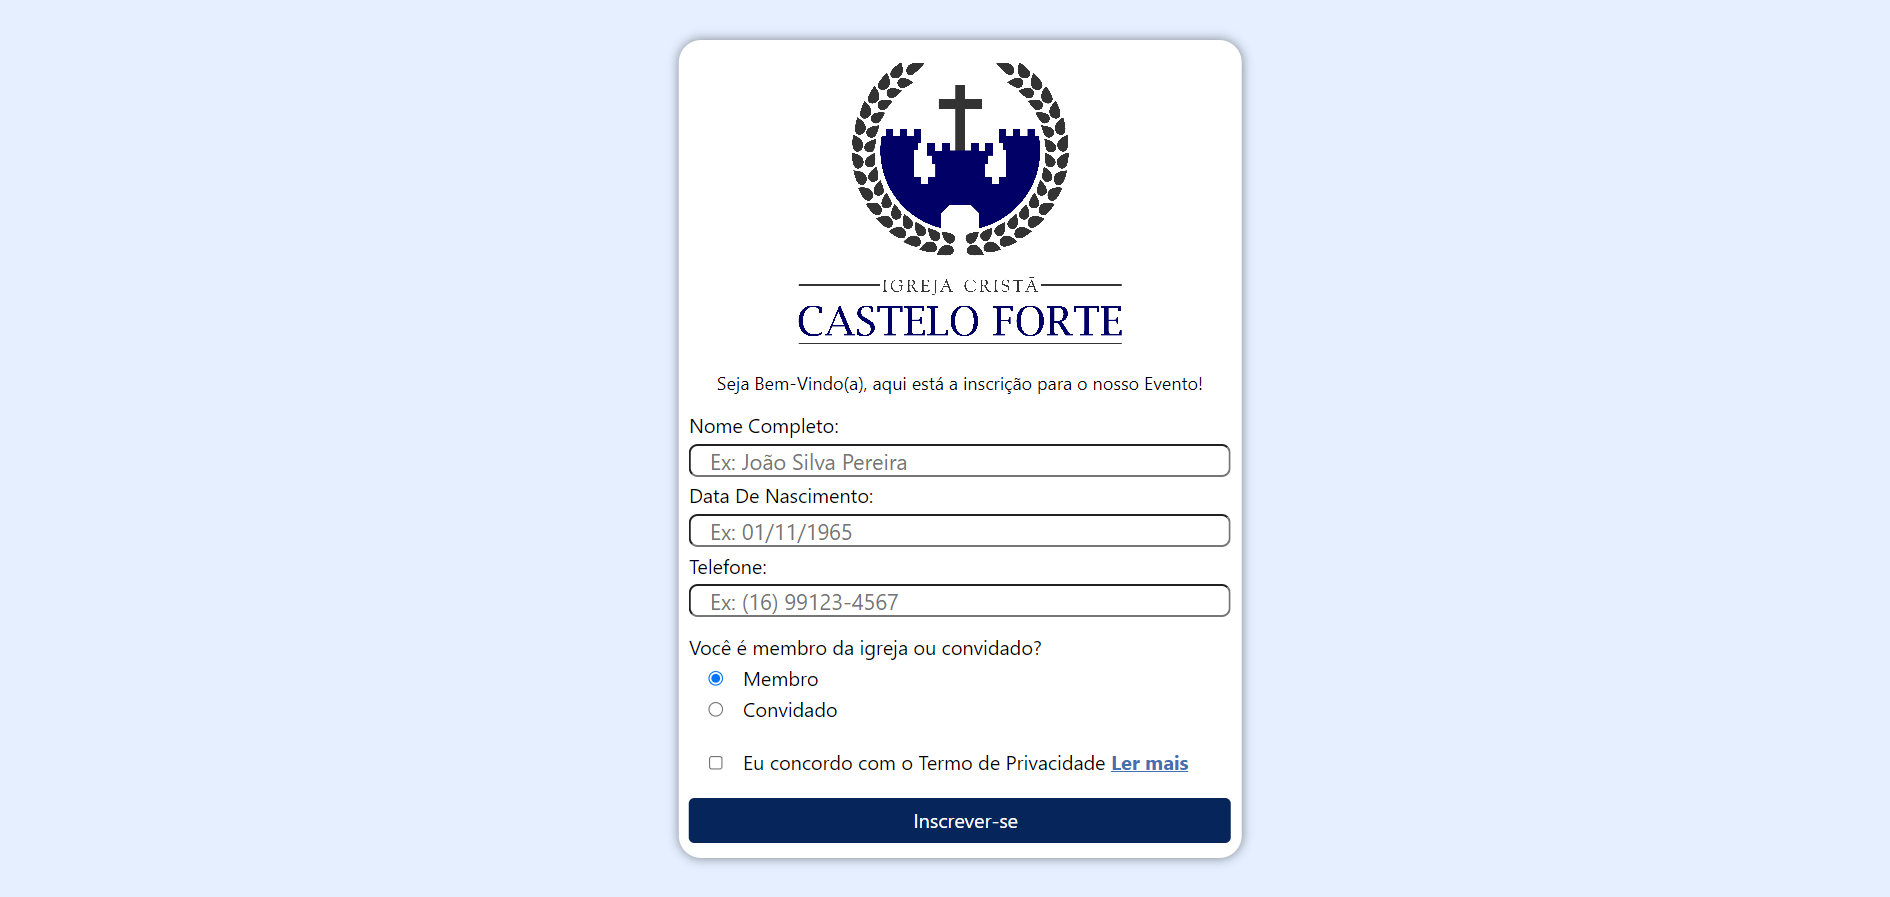 IGREJA CRISTÃ
CASTELO FORTE
Seja Bem-Vindo(a), aqui está a inscrição para o nosso Evento!
Nome Completo:
Ex: João Silva Pereira
Data De Nascimento:
Ex: 01/11/1965
Telefone:
Ex: (16) 99123-4567
Você é membro da igreja ou convidado?
Membro
Convidado
Eu concordo com o Termo de Privacidade Ler mais
Inscrever-se